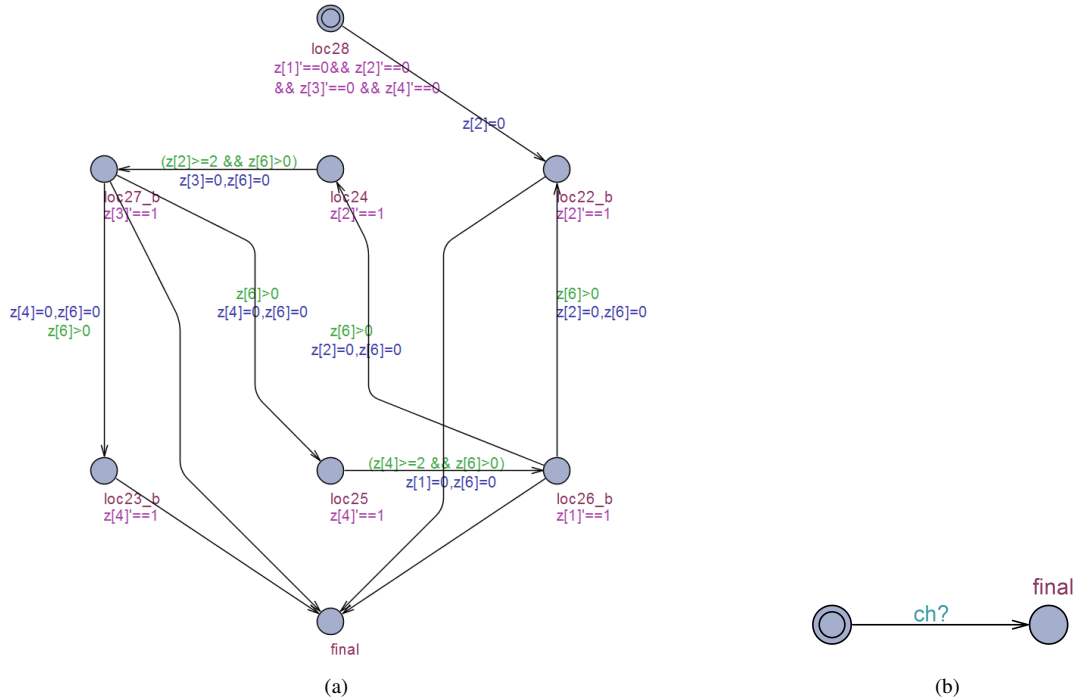 loc28
z[1]'==0&& z[2]'==0
&& z[3]'==0 && z[4]'==0
z[2]=0
(z[2]>=2 && z[6]>0)
z[3]=0,z[6]=0
loc27_b
z[3]'==1
loc24
z[2]'==1
loc22_b
z[2]'==1
z[4]=0,z[6]=0
z[6]>0
z[6]>0
z[4]=0,z[6]=0
z[6]>0
z[2]=0,z[6]=0
z[6]>0
z[2]=0,z[6]=0
(z[4]>=2 && z[6]>0)
z[1]=0,z[6]=0
loc23_b
z[4]'==1
loc25
z[4]'==1
loc26_b
z[1]'==1
final
(a)
ch?
final
(b)